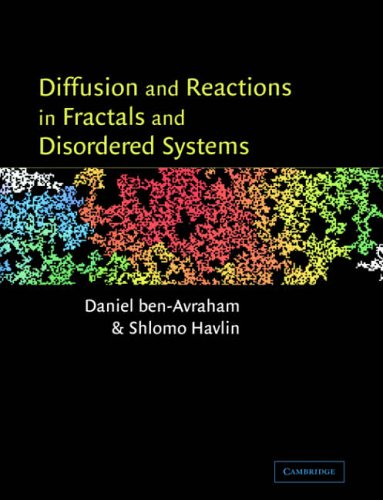 Diffusion and Reactions
in Fractals and
Disordered Systems
Daniel ben-Avraham
& Shlomo Havlin
CAMBRIDGE